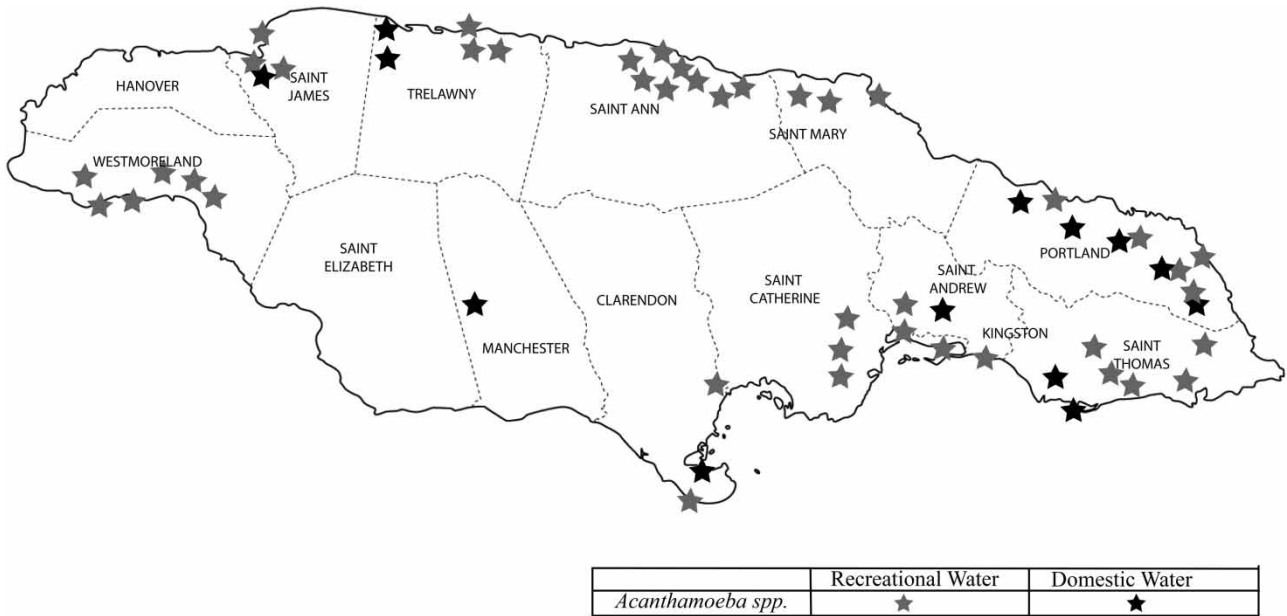 HANOVER
SAINT
JAMES
TRELAWNY
SAINT ANN
SAINT MARY
WESTMORELAND
SAINT
ELIZABETH
MANCHESTER
CLARENDON
SAINT
CATHERINE
SAINT
ANDREW
KINGSTON
PORTLAND
SAINT
THOMAS
Recreational Water Domestic Water
Acanthamoeba spp.